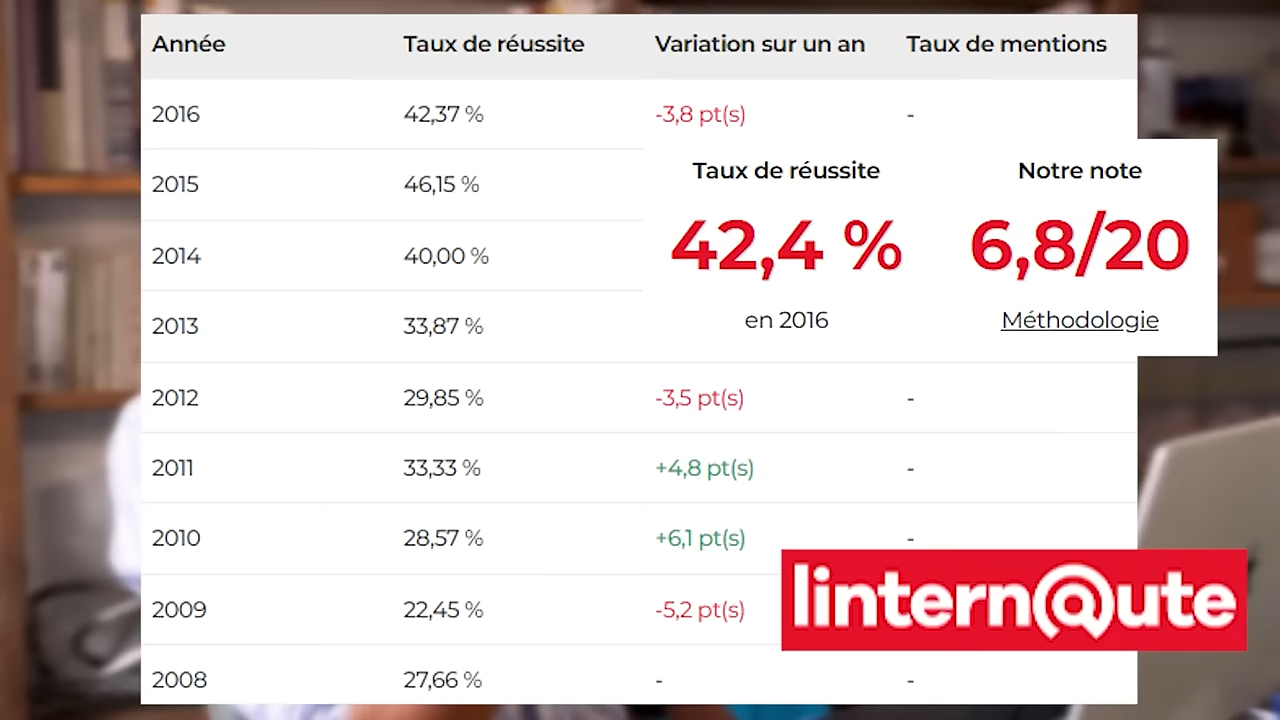 Année Taux de réussite Variation sur un an Taux de mentions
2016 42,37 % -3,8 pt(s) -
2015 46,15 %
2014 40,00 %
2013 33,87 %
Taux de réussite Notre note
42,4 % 6,8/20
en 2016 Méthodologie
2012 29,85 % -3,5 pt(s) -
2011 33,33 % +4,8 pt(s) -
2010 28,57 % +6,1 pt(s) -
2009 22,45 % -5,2 pt(s)
2008 27,66 % - -
lintern@ute